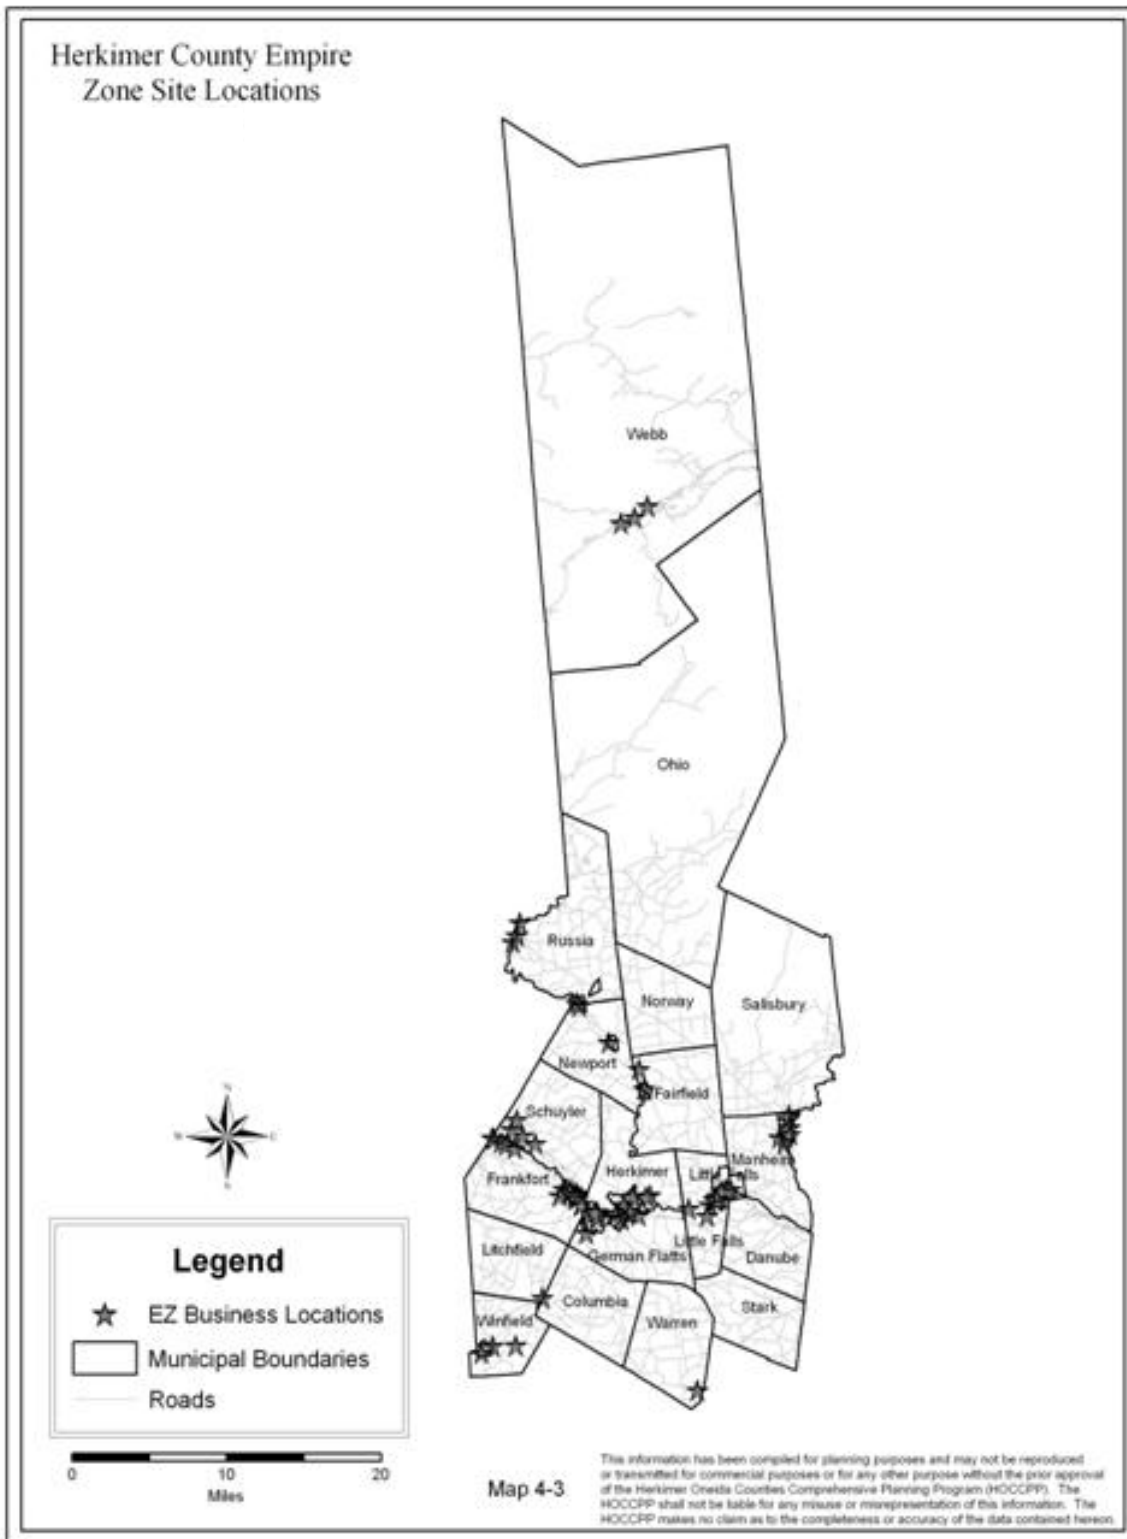 Herkimer County Empire
Zone Site Locations
Webb
Ohio
Russia
Norway
Salisbury
Newport
Fairfield
Schuyler
Manheim
Herkimer
Little Falls
Frankfort
Little Falls
Litchfield
German Flatts
Danube
Columbia
Stark
Winfield
Warren
N
W
E
S
Legend
EZ Business Locations
Municipal Boundaries
Roads
0 10 20
Miles
Map 4-3
This information has been compiled for planning purposes and may not be reproduced
or transmitted for commercial purposes or for any other purpose without the prior approval
of the Herkimer Oneida Counties Comprehensive Planning Program (HOCCPP). The
HOCCPP shall not be liable for any misuse or misrepresentation of this information. The
HOCCPP makes no claim as to the completeness or accuracy of the data contained hereon.